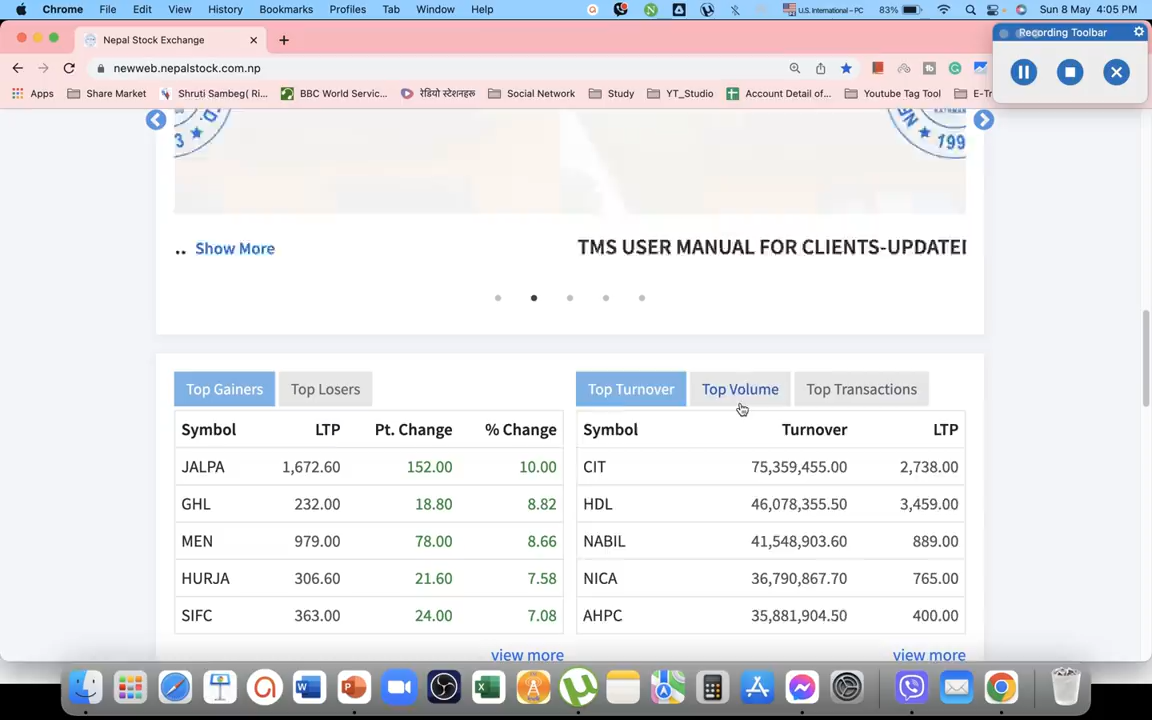 Chrome File Edit View History Bookmarks Profiles Tab Window Help U.S. International – PC 83% Sun 8 May 4:05 PM
Nepal Stock Exchange
Recording Toolbar
newweb.nepalstock.com.np
Apps Share Market Shruti Sambeg( Ri... BBC World Servic... रेडियो स्टेशनहरू Social Network Study YT_Studio Account Detail of... Youtube Tag Tool E-Tr
199
.. Show More
TMS USER MANUAL FOR CLIENTS-UPDATED
Top Gainers Top Losers
Symbol LTP Pt. Change % Change
JALPA 1,672.60 152.00 10.00
GHL 232.00 18.80 8.82
MEN 979.00 78.00 8.66
HURJA 306.60 21.60 7.58
SIFC 363.00 24.00 7.08
view more
Top Turnover Top Volume Top Transactions
Symbol Turnover LTP
CIT 75,359,455.00 2,738.00
HDL 46,078,355.50 3,459.00
NABIL 41,548,903.60 889.00
NICA 36,790,867.70 765.00
AHPC 35,881,904.50 400.00
view more